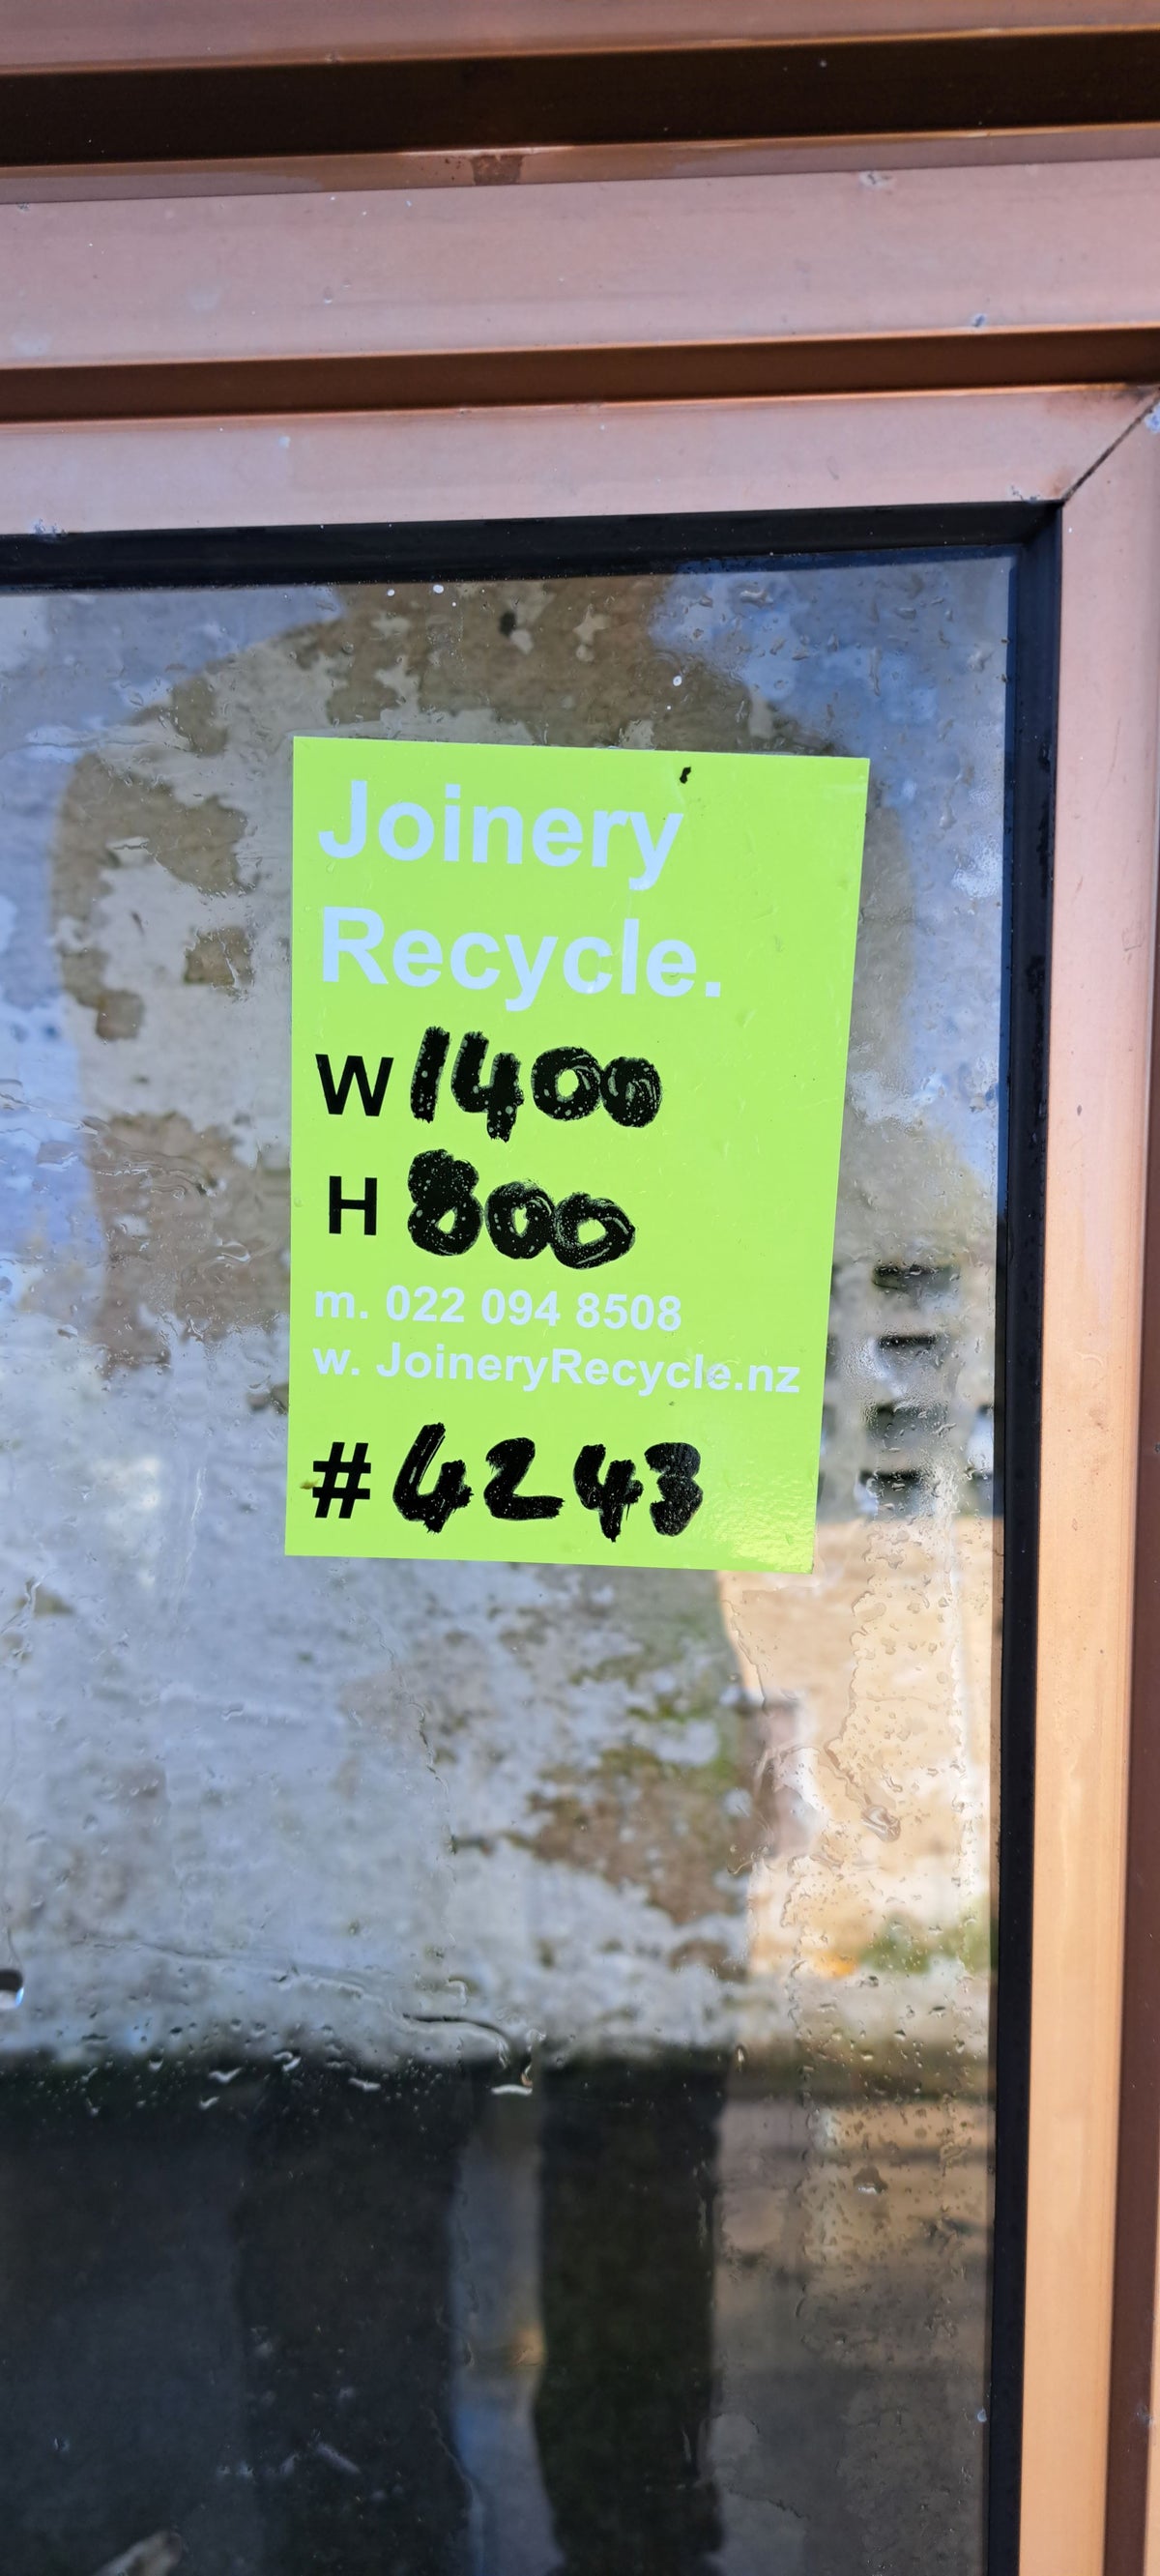 Joinery
Recycle.
W 1400
H 800
m. 022 094 8508
w. JoineryRecycle.nz
# 4243